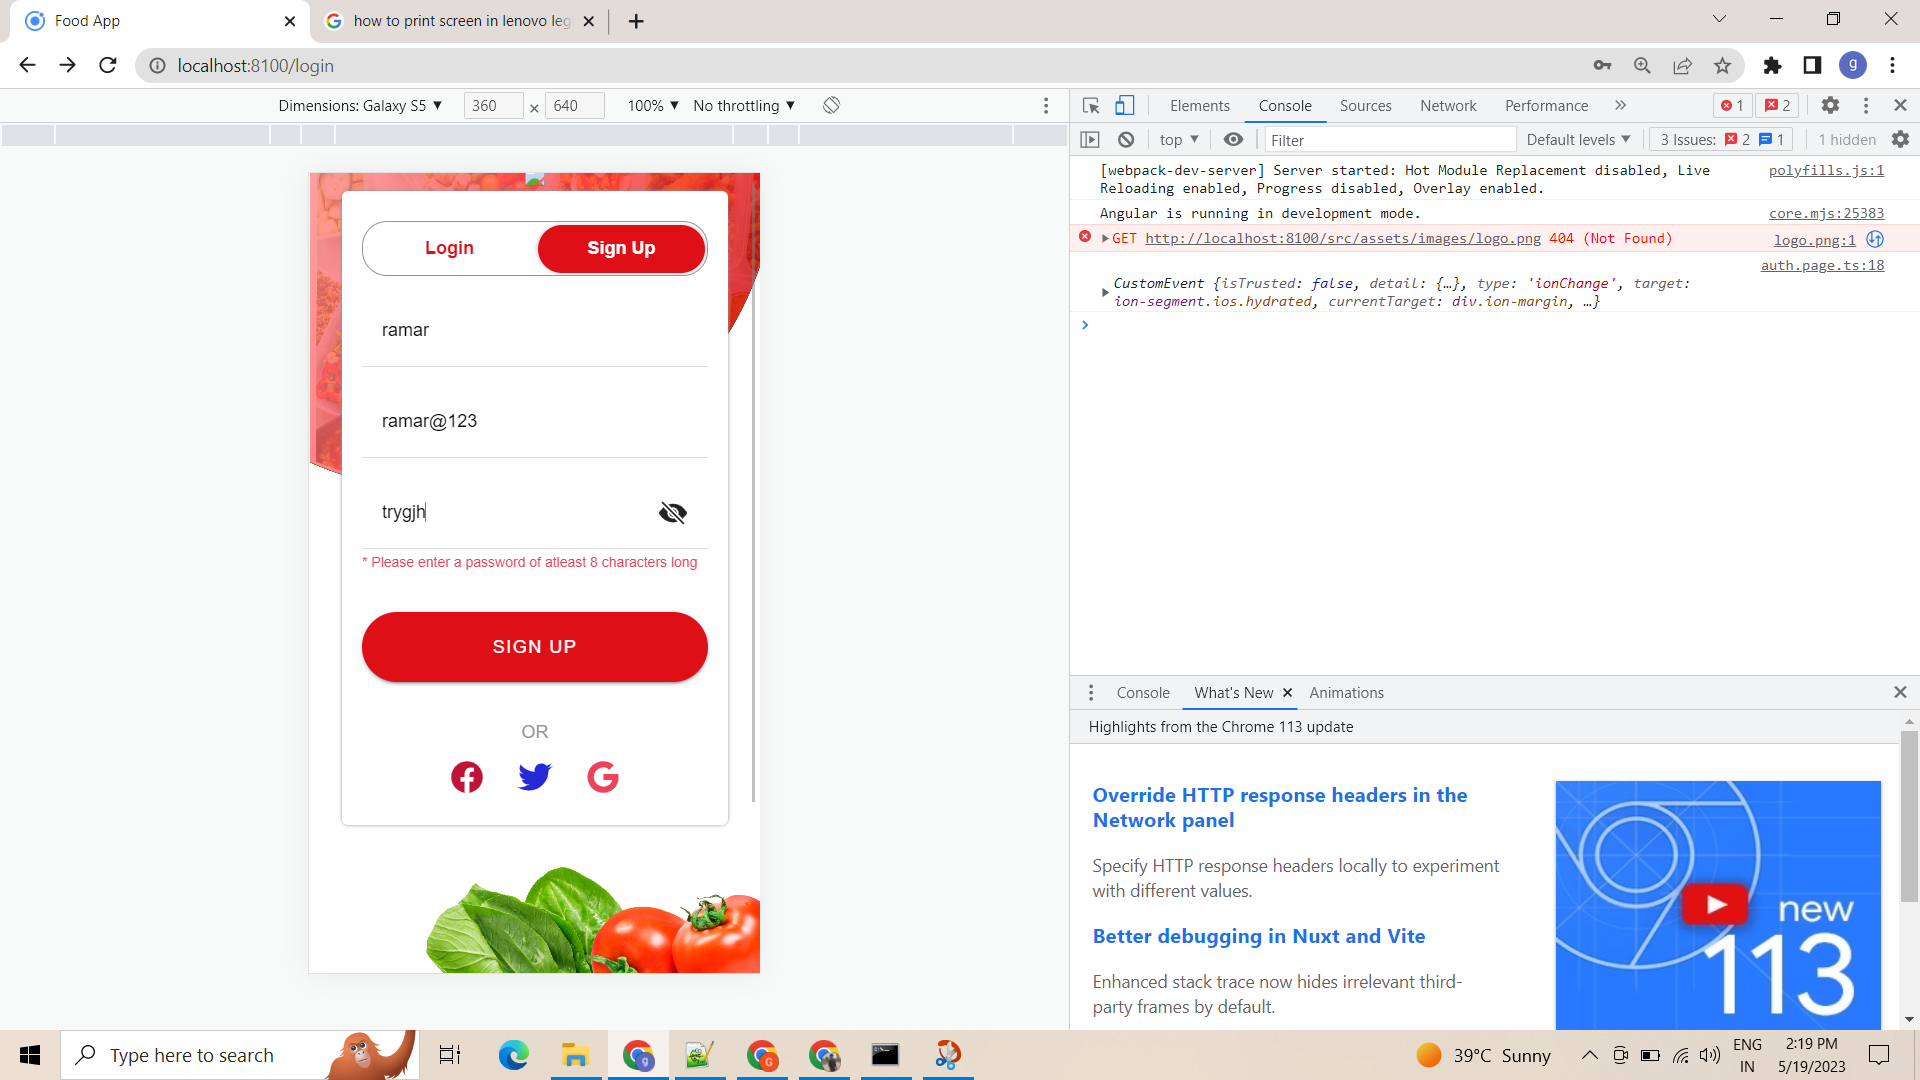 Food App
how to print screen in lenovo leg
localhost:8100/login
g
Dimensions: Galaxy S5 ▼ 360 × 640 100% ▼ No throttling ▼
Elements Console Sources Network Performance » 1 2
top ▼ Filter Default levels ▼ 3 Issues: 2 1 1 hidden
[webpack-dev-server] Server started: Hot Module Replacement disabled, Live polyfills.js:1
Reloading enabled, Progress disabled, Overlay enabled.
Angular is running in development mode. core.mjs:25383
GET http://localhost:8100/src/assets/images/logo.png 404 (Not Found) logo.png:1
auth.page.ts:18
CustomEvent {isTrusted: false, detail: {…}, type: 'ionChange', target:
ion-segment.ios.hydrated, currentTarget: div.ion-margin, …}
Login Sign Up
ramar
ramar@123
trygjh
* Please enter a password of atleast 8 characters long
SIGN UP
OR
Console What's New Animations
Highlights from the Chrome 113 update
Override HTTP response headers in the
Network panel
Specify HTTP response headers locally to experiment
with different values.
Better debugging in Nuxt and Vite
Enhanced stack trace now hides irrelevant third-
party frames by default.
new
113
Type here to search
39°C Sunny
ENG
IN
2:19 PM
5/19/2023